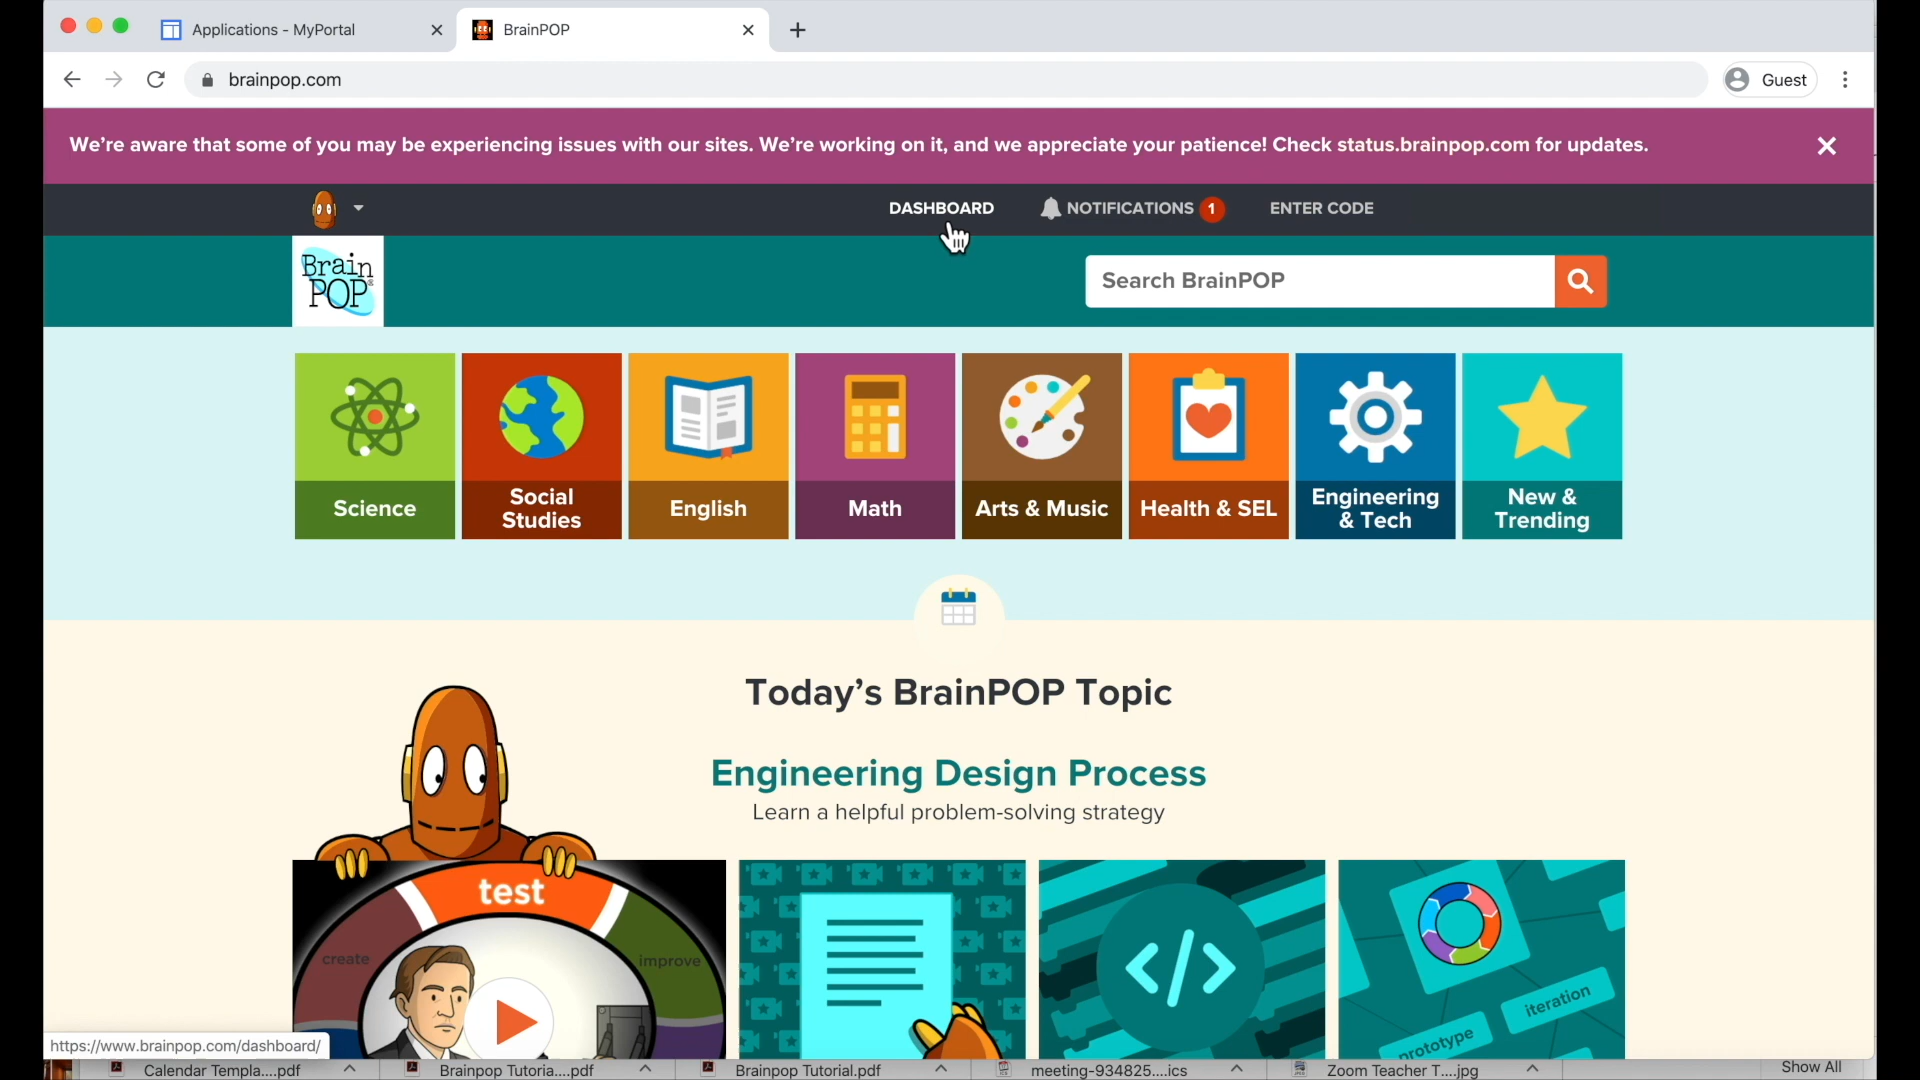 Applications - MyPortal
BrainPOP
brainpop.com
Guest
We're aware that some of you may be experiencing issues with our sites. We're working on it, and we appreciate your patience! Check status.brainpop.com for updates.
DASHBOARD
NOTIFICATIONS 1
ENTER CODE
Brain
POP®
Search BrainPOP
Science
Social
Studies
English
Math
Arts & Music
Health & SEL
Engineering
& Tech
New &
Trending
Today's BrainPOP Topic
Engineering Design Process
Learn a helpful problem-solving strategy
test
create
improve
</>
iteration
prototype
https://www.brainpop.com/dashboard/
Calendar Templa....pdf
Brainpop Tutoria....pdf
Brainpop Tutorial.pdf
meeting-934825....ics
Zoom Teacher T....jpg
Show All